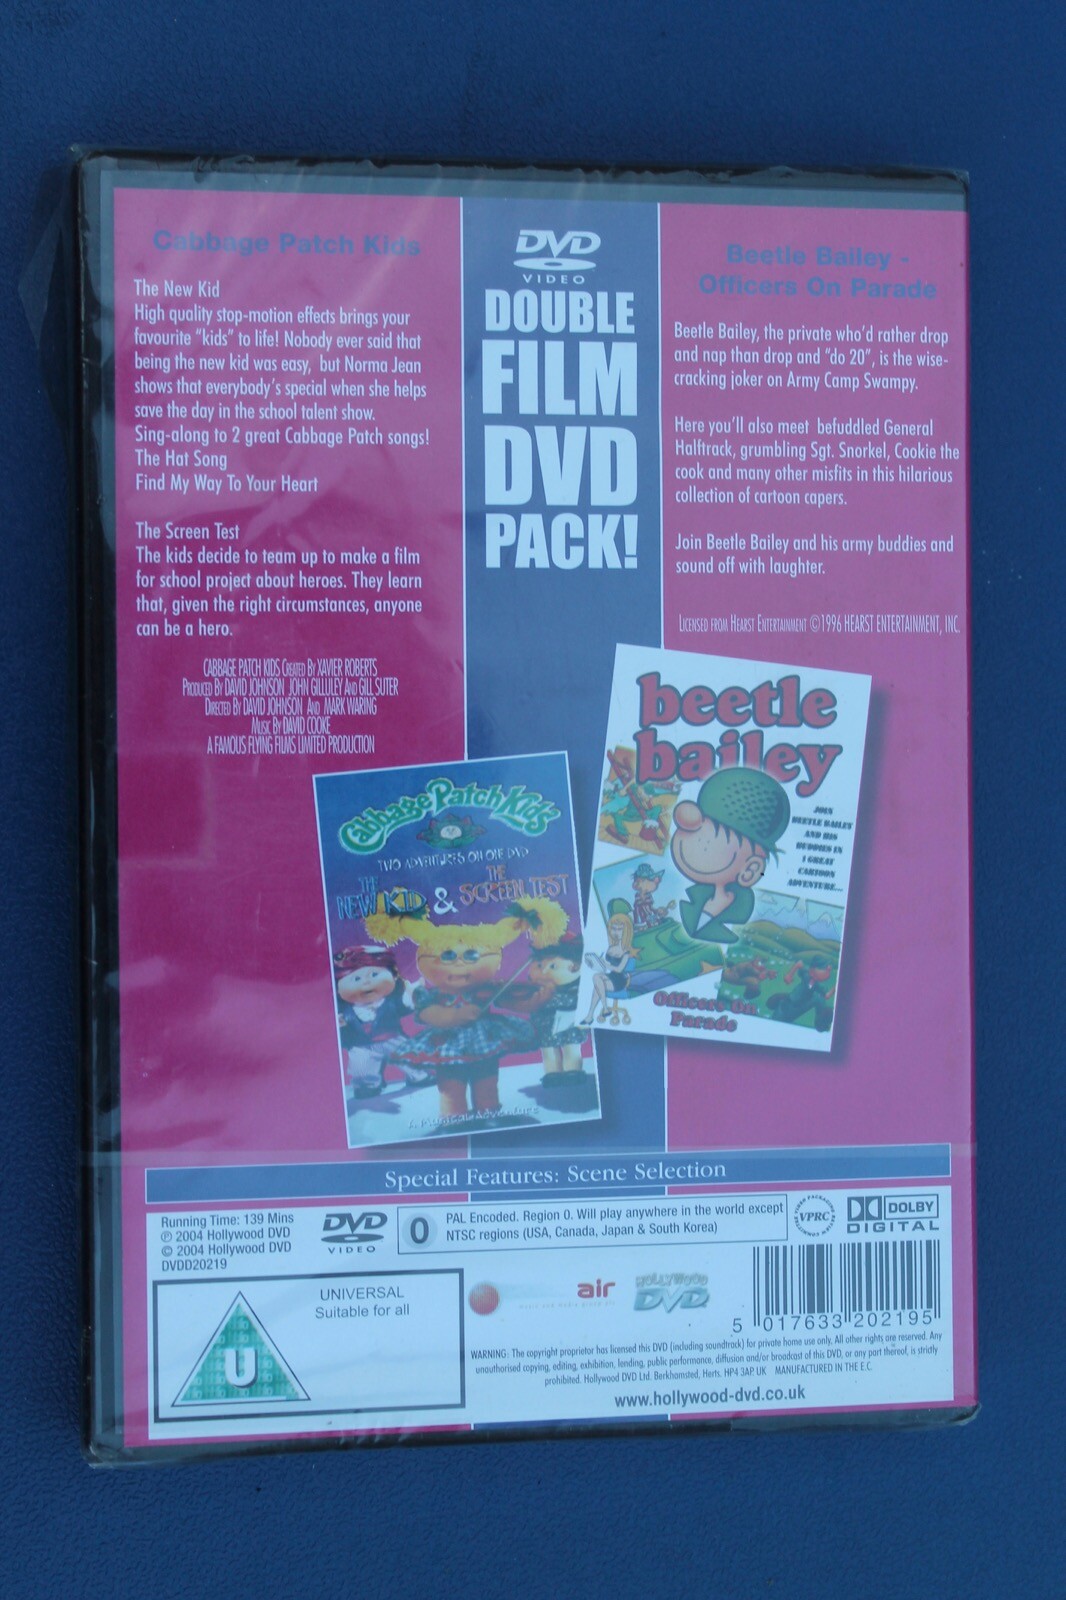 Cabbage Patch Kids
The New Kid
High quality stop-motion effects brings your
favourite "kids" to life! Nobody ever said that
being the new kid was easy, but Norma Jean
shows that everybody's special when she helps
save the day in the school talent show.
Sing-along to 2 great Cabbage Patch songs!
The Hat Song
Find My Way To Your Heart
The Screen Test
The kids decide to team up to make a film
for school project about heroes. They learn
that, given the right circumstances, anyone
can be a hero.
CABBAGE PATCH KIDS CREATED BY XAVIER ROBERTS
PRODUCED BY DAVID JOHNSON JOHN GILLULEY AND GILL SUTER
DIRECTED BY DAVID JOHNSON AND MARK WARING
MUSIC BY DAVID COOKE
A FAMOUS FLYING FILMS LIMITED PRODUCTION
DVD
VIDEO
DOUBLE
FILM
DVD
PACK!
Beetle Bailey -
Officers On Parade
Beetle Bailey, the private who'd rather drop
and nap than drop and "do 20", is the wise-
cracking joker on Army Camp Swampy.
Here you'll also meet befuddled General
Halftrack, grumbling Sgt. Snorkel, Cookie the
cook and many other misfits in this hilarious
collection of cartoon capers.
Join Beetle Bailey and his army buddies and
sound off with laughter.
LICENSED FROM HEARST ENTERTAINMENT ©1996 HEARST ENTERTAINMENT, INC.
Cabbage Patch Kids
TWO ADVENTURES ON ONE DVD
THE NEW KID & THE SCREEN TEST
A Musical Adventure
beetle
bailey
JOIN
BEETLE BAILEY
AND HIS
BUDDIES IN
1 GREAT
CARTOON
ADVENTURE...
Officers On
Parade
Special Features: Scene Selection
Running Time: 139 Mins
℗ 2004 Hollywood DVD
© 2004 Hollywood DVD
DVDD20219
DVD
VIDEO
0
PAL Encoded. Region 0. Will play anywhere in the world except
NTSC regions (USA, Canada, Japan & South Korea)
VPRC
DOLBY
DIGITAL
UNIVERSAL
Suitable for all
U
air
HOLLYWOOD
DVD
5 017633 202195
WARNING: The copyright proprietor has licensed this DVD (including soundtrack) for private home use only. All other rights are reserved. Any
unauthorised copying, editing, exhibition, lending, public performance, diffusion and/or broadcast of this DVD, or any part thereof, is strictly
prohibited. Hollywood DVD Ltd. Berkhamsted, Herts. HP4 3AP. UK MANUFACTURED IN THE E.C.
www.hollywood-dvd.co.uk